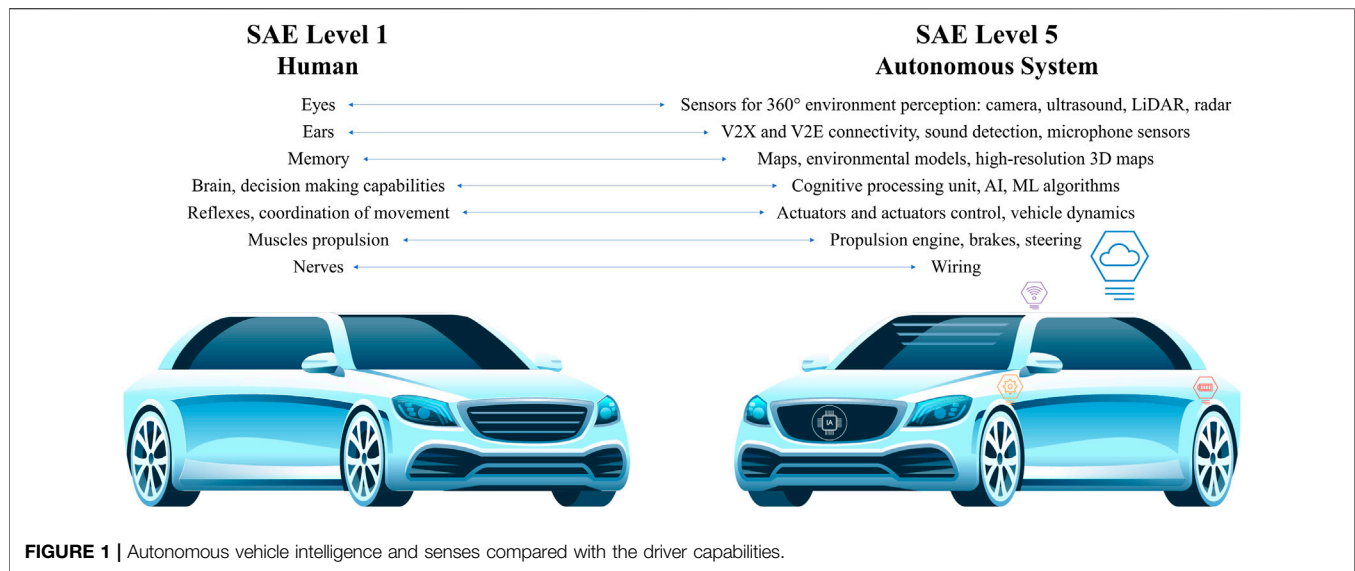 SAE Level 1
Human
SAE Level 5
Autonomous System
Eyes
Sensors for 360° environment perception: camera, ultrasound, LiDAR, radar
Ears
V2X and V2E connectivity, sound detection, microphone sensors
Memory
Maps, environmental models, high-resolution 3D maps
Brain, decision making capabilities
Cognitive processing unit, AI, ML algorithms
Reflexes, coordination of movement
Actuators and actuators control, vehicle dynamics
Muscles propulsion
Propulsion engine, brakes, steering
Nerves
Wiring
IA
FIGURE 1 | Autonomous vehicle intelligence and senses compared with the driver capabilities.